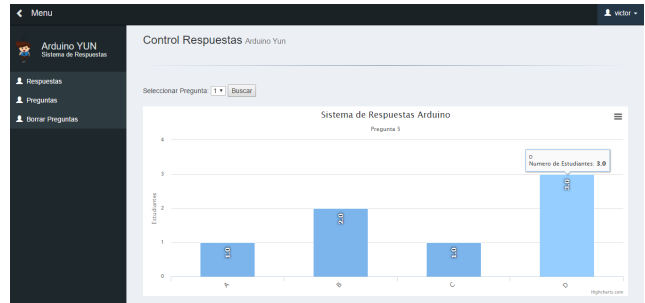 Menu
victor
Arduino YUN
Sistema de Respuestas
Respuestas
Preguntas
Borrar Preguntas
Control Respuestas Arduino Yun
Seleccionar Pregunta: 1 Buscar
Sistema de Respuestas Arduino
Pregunta 5
Estudiantes
4
3
2
1
0
1.0
2.0
1.0
3.0
D
Numero de Estudiantes: 3.0
A
B
C
D
Highcharts.com